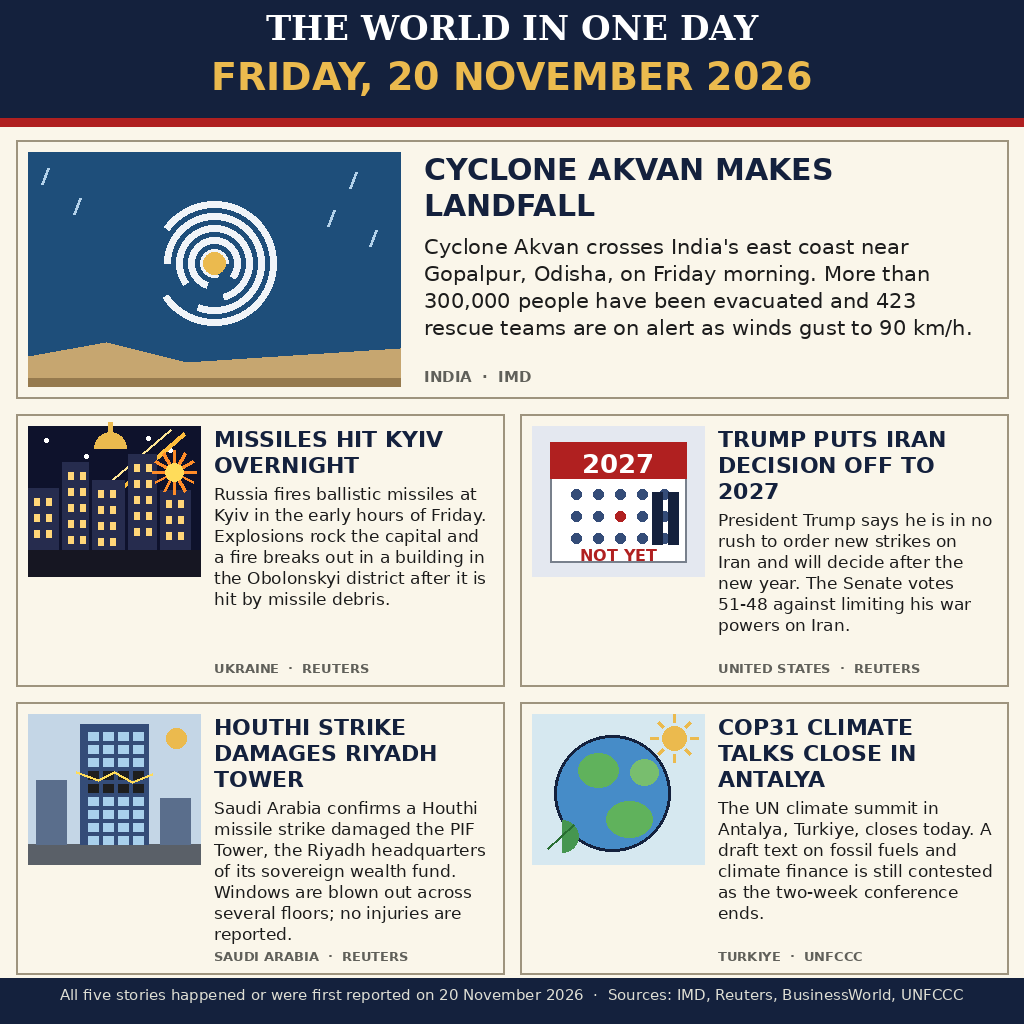 THE WORLD IN ONE DAY
FRIDAY, 20 NOVEMBER 2026
CYCLONE AKVAN MAKES
LANDFALL
Cyclone Akvan crosses India's east coast near
Gopalpur, Odisha, on Friday morning. More than
300,000 people have been evacuated and 423
rescue teams are on alert as winds gust to 90 km/h.
INDIA · IMD
MISSILES HIT KYIV
OVERNIGHT
Russia fires ballistic missiles at
Kyiv in the early hours of Friday.
Explosions rock the capital and
a fire breaks out in a building in
the Obolonskyi district after it is
hit by missile debris.
UKRAINE · REUTERS
2027
NOT YET
TRUMP PUTS IRAN
DECISION OFF TO
2027
President Trump says he is in no
rush to order new strikes on
Iran and will decide after the
new year. The Senate votes
51-48 against limiting his war
powers on Iran.
UNITED STATES · REUTERS
HOUTHI STRIKE
DAMAGES RIYADH
TOWER
Saudi Arabia confirms a Houthi
missile strike damaged the PIF
Tower, the Riyadh headquarters
of its sovereign wealth fund.
Windows are blown out across
several floors; no injuries are
reported.
SAUDI ARABIA · REUTERS
COP31 CLIMATE
TALKS CLOSE IN
ANTALYA
The UN climate summit in
Antalya, Turkiye, closes today. A
draft text on fossil fuels and
climate finance is still contested
as the two-week conference
ends.
TURKIYE · UNFCCC
All five stories happened or were first reported on 20 November 2026 · Sources: IMD, Reuters, BusinessWorld, UNFCCC